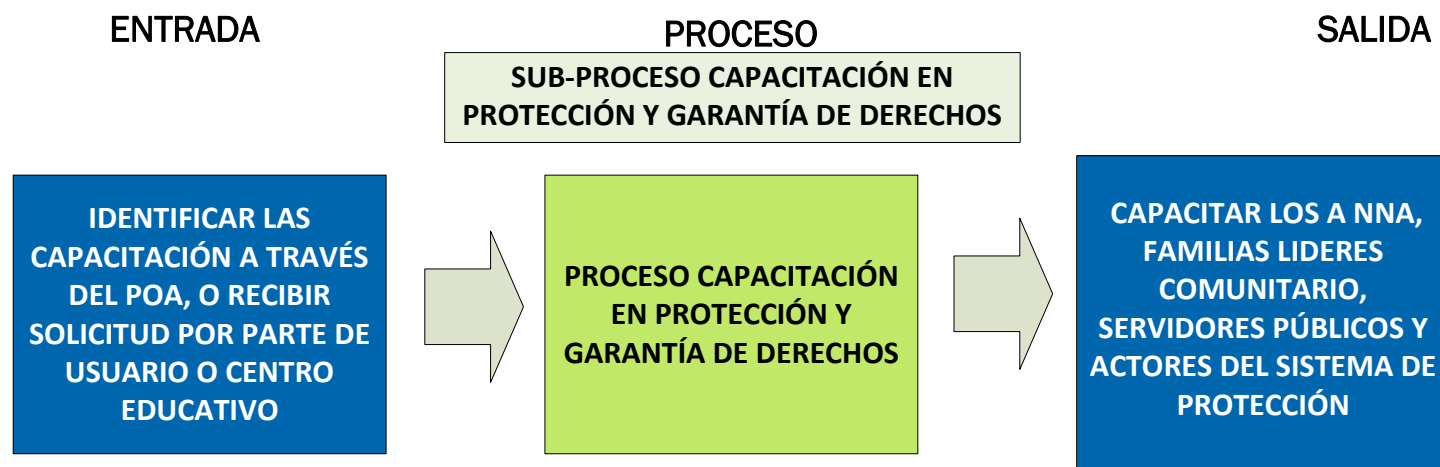 ENTRADA
PROCESO
SALIDA
SUB-PROCESO CAPACITACIÓN EN
PROTECCIÓN Y GARANTÍA DE DERECHOS
IDENTIFICAR LAS
CAPACITACIÓN A TRAVÉS
DEL POA, O RECIBIR
SOLICITUD POR PARTE DE
USUARIO O CENTRO
EDUCATIVO
PROCESO CAPACITACIÓN
EN PROTECCIÓN Y
GARANTÍA DE DERECHOS
CAPACITAR LOS A NNA,
FAMILIAS LIDERES
COMUNITARIO,
SERVIDORES PÚBLICOS Y
ACTORES DEL SISTEMA DE
PROTECCIÓN